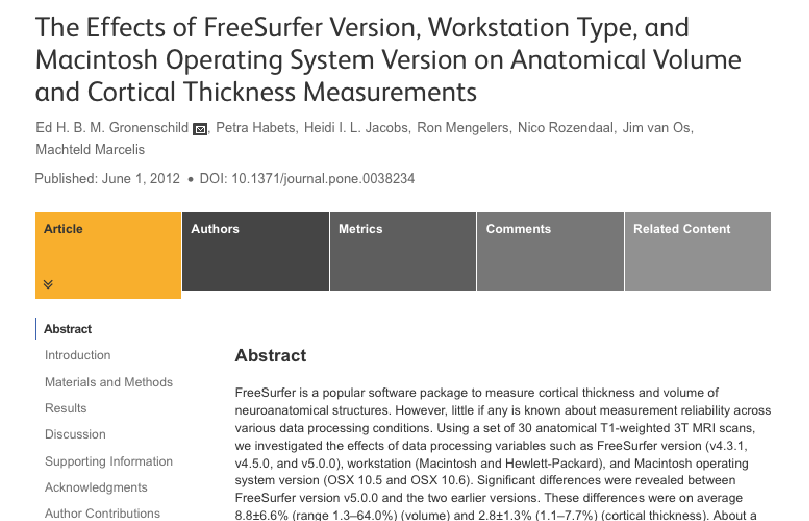 The Effects of FreeSurfer Version, Workstation Type, and
Macintosh Operating System Version on Anatomical Volume
and Cortical Thickness Measurements
Ed H. B. M. Gronenschild , Petra Habets, Heidi I. L. Jacobs, Ron Mengelers, Nico Rozendaal, Jim van Os,
Machteld Marcelis
Published: June 1, 2012 • DOI: 10.1371/journal.pone.0038234
Article
Authors
Metrics
Comments
Related Content
Abstract
Introduction
Materials and Methods
Results
Discussion
Supporting Information
Acknowledgments
Author Contributions
Abstract
FreeSurfer is a popular software package to measure cortical thickness and volume of
neuroanatomical structures. However, little if any is known about measurement reliability across
various data processing conditions. Using a set of 30 anatomical T1-weighted 3T MRI scans,
we investigated the effects of data processing variables such as FreeSurfer version (v4.3.1,
v4.5.0, and v5.0.0), workstation (Macintosh and Hewlett-Packard), and Macintosh operating
system version (OSX 10.5 and OSX 10.6). Significant differences were revealed between
FreeSurfer version v5.0.0 and the two earlier versions. These differences were on average
8.8±6.6% (range 1.3–64.0%) (volume) and 2.8±1.3% (1.1–7.7%) (cortical thickness). About a